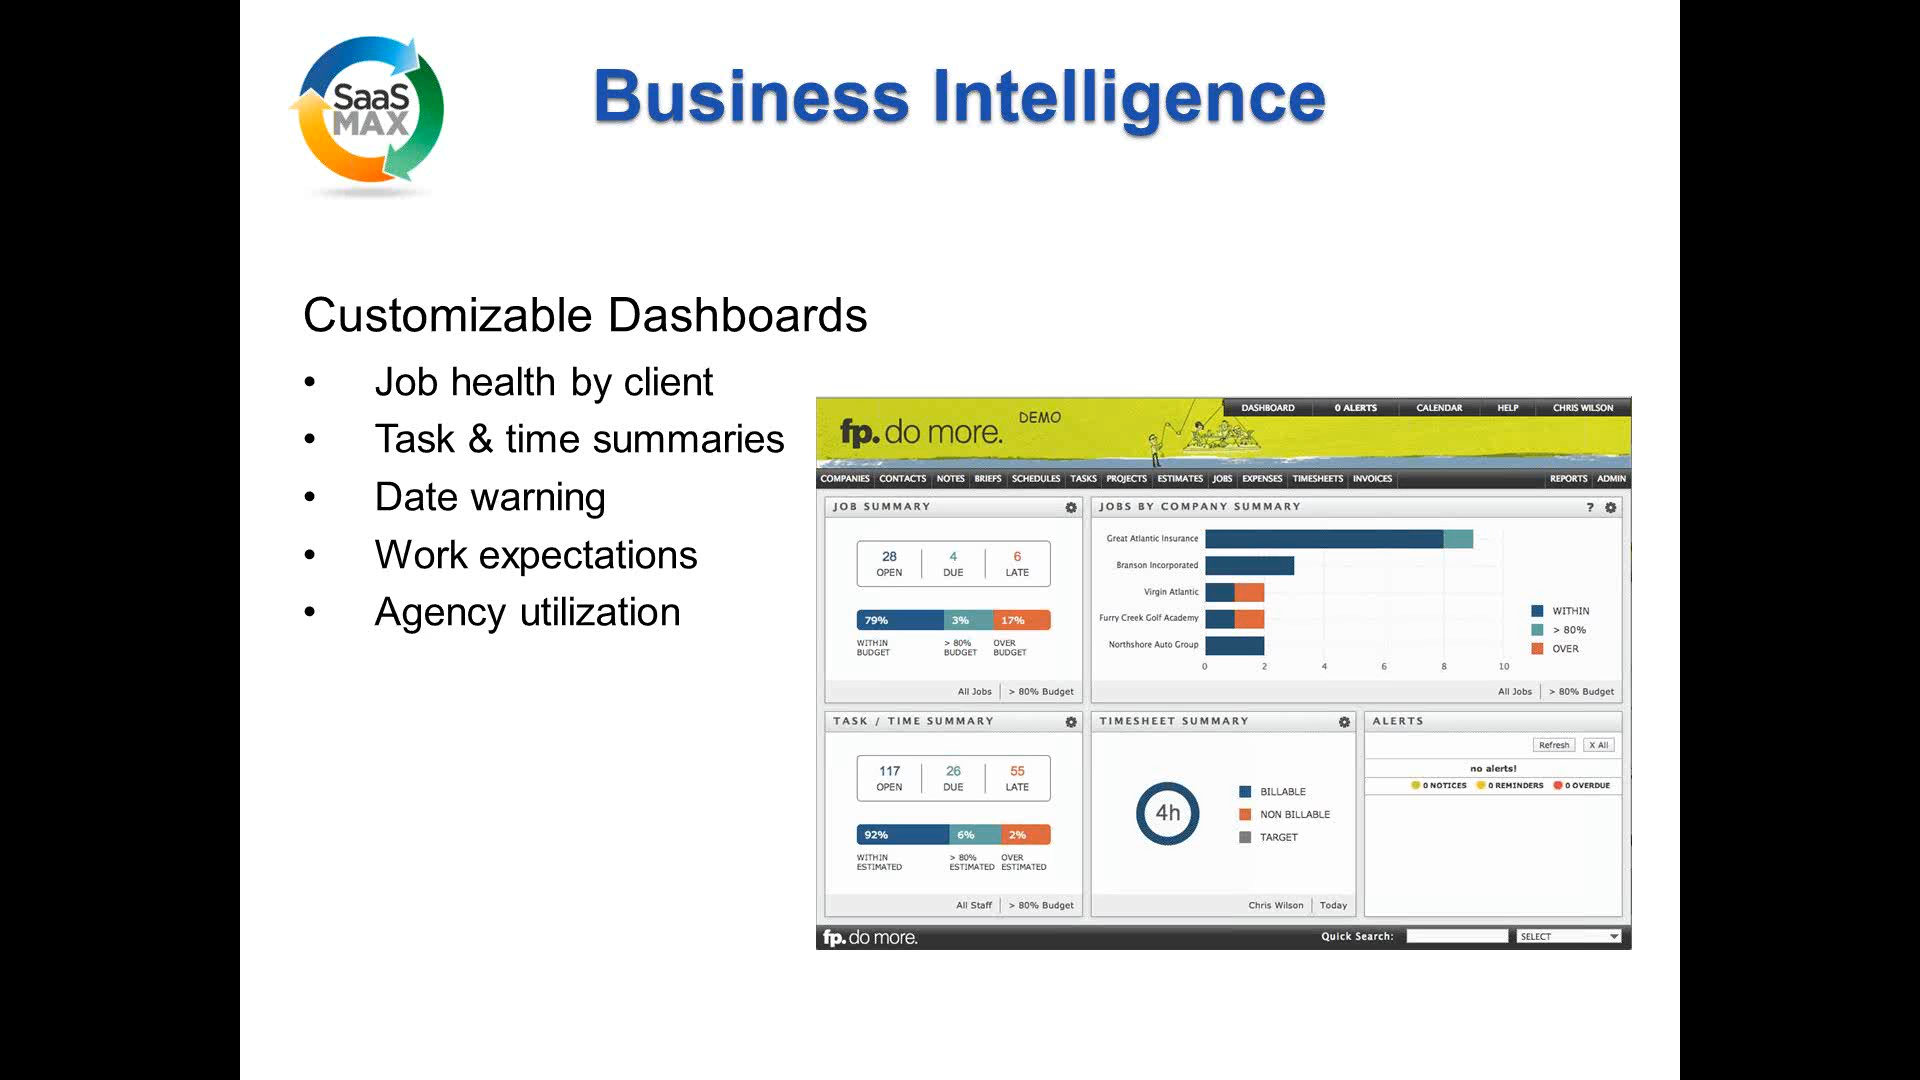 SaaS
MAX
Business Intelligence
Customizable Dashboards
• Job health by client
• Task & time summaries
• Date warning
• Work expectations
• Agency utilization
fp. do more.
DEMO
DASHBOARD 0 ALERTS CALENDAR HELP CHRIS WILSON
COMPANIES CONTACTS NOTES BRIEFS SCHEDULES TASKS PROJECTS ESTIMATES JOBS EXPENSES TIMESHEETS INVOICES REPORTS ADMIN
JOB SUMMARY
28 4 6
OPEN DUE LATE
79% 3% 17%
WITHIN > 80% OVER
BUDGET BUDGET BUDGET
All Jobs > 80% Budget
JOBS BY COMPANY SUMMARY ?
Great Atlantic Insurance
Branson Incorporated
Virgin Atlantic
Furry Creek Golf Academy
Northshore Auto Group
0 2 4 6 8 10
WITHIN
> 80%
OVER
All Jobs > 80% Budget
TASK / TIME SUMMARY
117 26 55
OPEN DUE LATE
92% 6% 2%
WITHIN > 80% OVER
ESTIMATED ESTIMATED ESTIMATED
All Staff > 80% Budget
TIMESHEET SUMMARY
4h
BILLABLE
NON BILLABLE
TARGET
Chris Wilson Today
ALERTS
Refresh X All
no alerts!
0 NOTICES 0 REMINDERS 0 OVERDUE
fp. do more.
Quick Search: SELECT